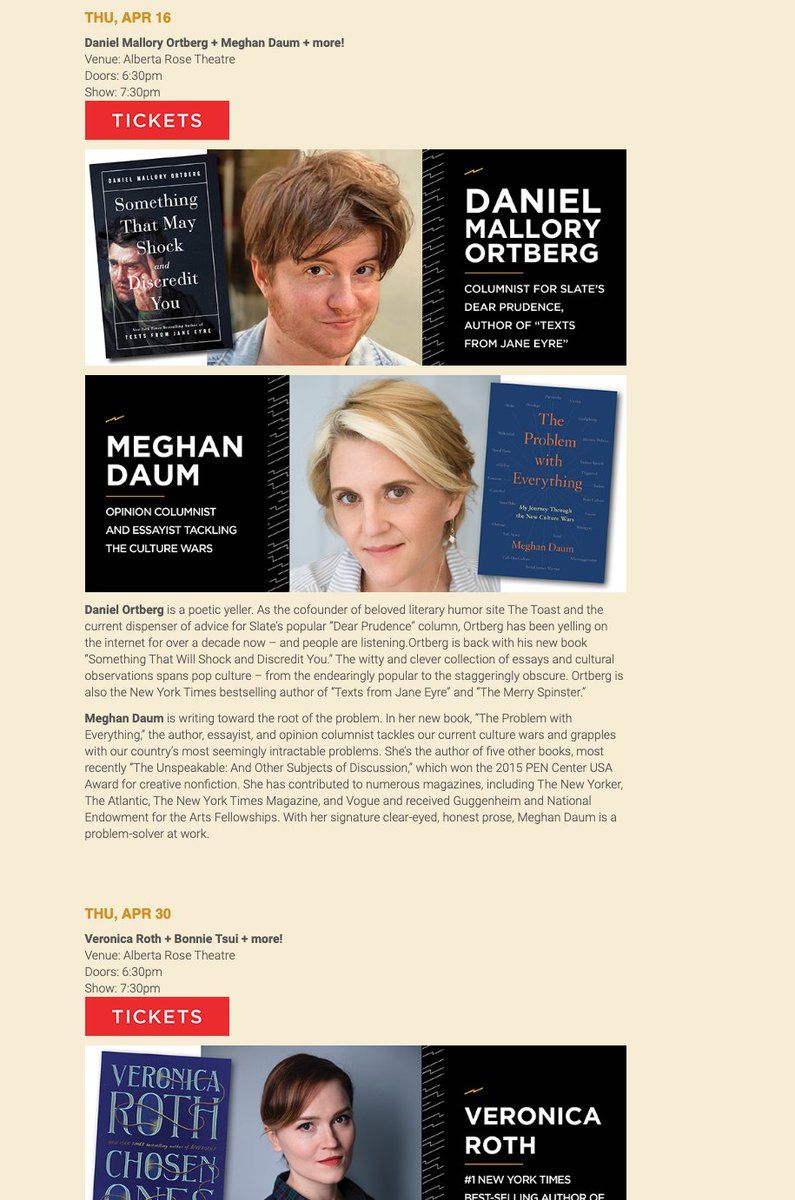 THU, APR 16
Daniel Mallory Ortberg + Meghan Daum + more!
Venue: Alberta Rose Theatre
Doors: 6:30pm
Show: 7:30pm
TICKETS
DANIEL MALLORY ORTBERG
Something
That May
Shock
and
Discredit
You
New York Times Bestselling Author of
TEXTS FROM JANE EYRE
DANIEL
MALLORY
ORTBERG
COLUMNIST FOR SLATE'S
DEAR PRUDENCE,
AUTHOR OF “TEXTS
FROM JANE EYRE”
MEGHAN
DAUM
OPINION COLUMNIST
AND ESSAYIST TACKLING
THE CULTURE WARS
The
Problem
with
Everything
My Journey Through
the New Culture Wars
Meghan Daum
Daniel Ortberg is a poetic yeller. As the cofounder of beloved literary humor site The Toast and the
current dispenser of advice for Slate's popular “Dear Prudence” column, Ortberg has been yelling on
the internet for over a decade now – and people are listening.Ortberg is back with his new book
“Something That Will Shock and Discredit You.” The witty and clever collection of essays and cultural
observations spans pop culture – from the endearingly popular to the staggeringly obscure. Ortberg is
also the New York Times bestselling author of “Texts from Jane Eyre” and “The Merry Spinster.”
Meghan Daum is writing toward the root of the problem. In her new book, “The Problem with
Everything,” the author, essayist, and opinion columnist tackles our current culture wars and grapples
with our country's most seemingly intractable problems. She's the author of five other books, most
recently “The Unspeakable: And Other Subjects of Discussion,” which won the 2015 PEN Center USA
Award for creative nonfiction. She has contributed to numerous magazines, including The New Yorker,
The Atlantic, The New York Times Magazine, and Vogue and received Guggenheim and National
Endowment for the Arts Fellowships. With her signature clear-eyed, honest prose, Meghan Daum is a
problem-solver at work.
THU, APR 30
Veronica Roth + Bonnie Tsui + more!
Venue: Alberta Rose Theatre
Doors: 6:30pm
Show: 7:30pm
TICKETS
VERONICA
ROTH
NEW YORK TIMES bestselling author of DIVERGENT
CHOSEN
ONES
VERONICA
ROTH
#1 NEW YORK TIMES
BEST-SELLING AUTHOR OF